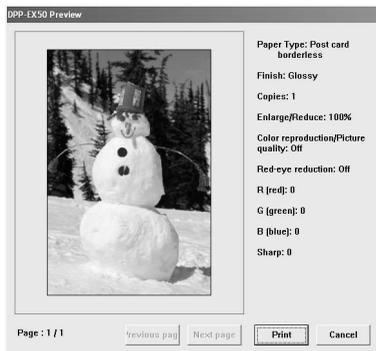 DPP-EX50 Preview
Paper Type: Post card
borderless
Finish: Glossy
Copies: 1
Enlarge/Reduce: 100%
Color reproduction/Picture
quality: Off
Red-eye reduction: Off
R (red): 0
G (green): 0
B (blue): 0
Sharp: 0
Page : 1 / 1
Previous pag
Next page
Print
Cancel